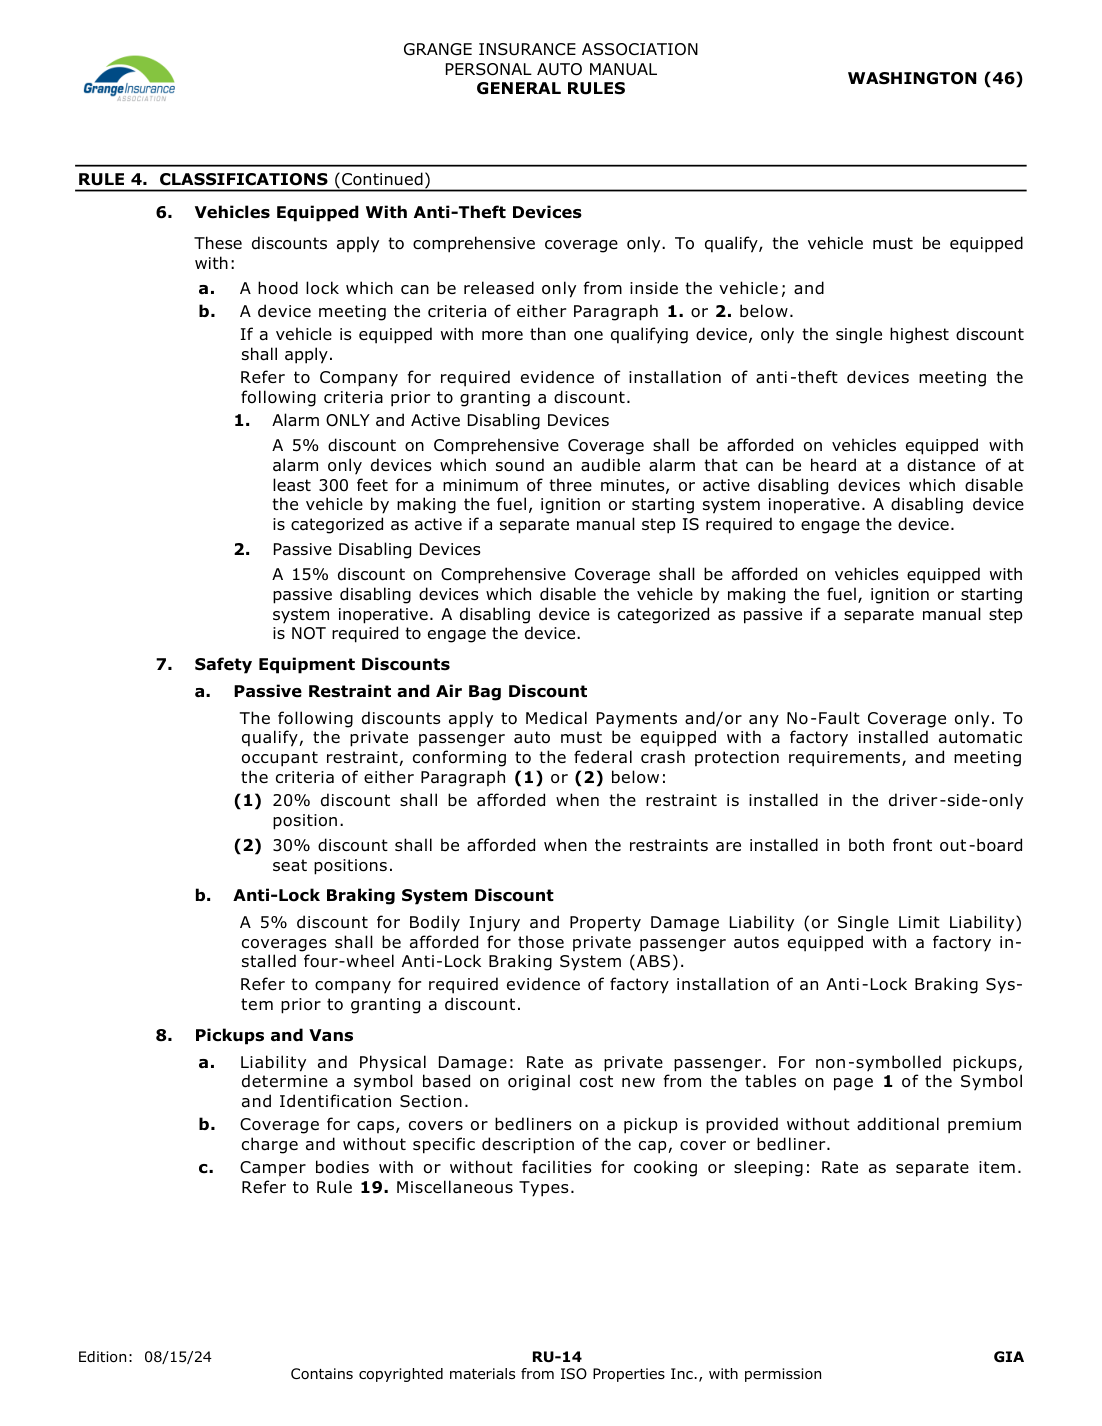 GRANGE INSURANCE ASSOCIATION
PERSONAL AUTO MANUAL
GENERAL RULES
WASHINGTON (46)
GrangeInsurance
ASSOCIATION
RULE 4. CLASSIFICATIONS (Continued)
6. Vehicles Equipped With Anti-Theft Devices
These discounts apply to comprehensive coverage only. To qualify, the vehicle must be equipped
with:
a. A hood lock which can be released only from inside the vehicle; and
b. A device meeting the criteria of either Paragraph 1. or 2. below.
If a vehicle is equipped with more than one qualifying device, only the single highest discount
shall apply.
Refer to Company for required evidence of installation of anti-theft devices meeting the
following criteria prior to granting a discount.
1. Alarm ONLY and Active Disabling Devices
A 5% discount on Comprehensive Coverage shall be afforded on vehicles equipped with
alarm only devices which sound an audible alarm that can be heard at a distance of at
least 300 feet for a minimum of three minutes, or active disabling devices which disable
the vehicle by making the fuel, ignition or starting system inoperative. A disabling device
is categorized as active if a separate manual step IS required to engage the device.
2. Passive Disabling Devices
A 15% discount on Comprehensive Coverage shall be afforded on vehicles equipped with
passive disabling devices which disable the vehicle by making the fuel, ignition or starting
system inoperative. A disabling device is categorized as passive if a separate manual step
is NOT required to engage the device.
7. Safety Equipment Discounts
a. Passive Restraint and Air Bag Discount
The following discounts apply to Medical Payments and/or any No-Fault Coverage only. To
qualify, the private passenger auto must be equipped with a factory installed automatic
occupant restraint, conforming to the federal crash protection requirements, and meeting
the criteria of either Paragraph (1) or (2) below:
(1) 20% discount shall be afforded when the restraint is installed in the driver-side-only
position.
(2) 30% discount shall be afforded when the restraints are installed in both front out-board
seat positions.
b. Anti-Lock Braking System Discount
A 5% discount for Bodily Injury and Property Damage Liability (or Single Limit Liability)
coverages shall be afforded for those private passenger autos equipped with a factory in-
stalled four-wheel Anti-Lock Braking System (ABS).
Refer to company for required evidence of factory installation of an Anti-Lock Braking Sys-
tem prior to granting a discount.
8. Pickups and Vans
a. Liability and Physical Damage: Rate as private passenger. For non-symbolled pickups,
determine a symbol based on original cost new from the tables on page 1 of the Symbol
and Identification Section.
b. Coverage for caps, covers or bedliners on a pickup is provided without additional premium
charge and without specific description of the cap, cover or bedliner.
c. Camper bodies with or without facilities for cooking or sleeping: Rate as separate item.
Refer to Rule 19. Miscellaneous Types.
Edition: 08/15/24 RU-14 GIA
Contains copyrighted materials from ISO Properties Inc., with permission